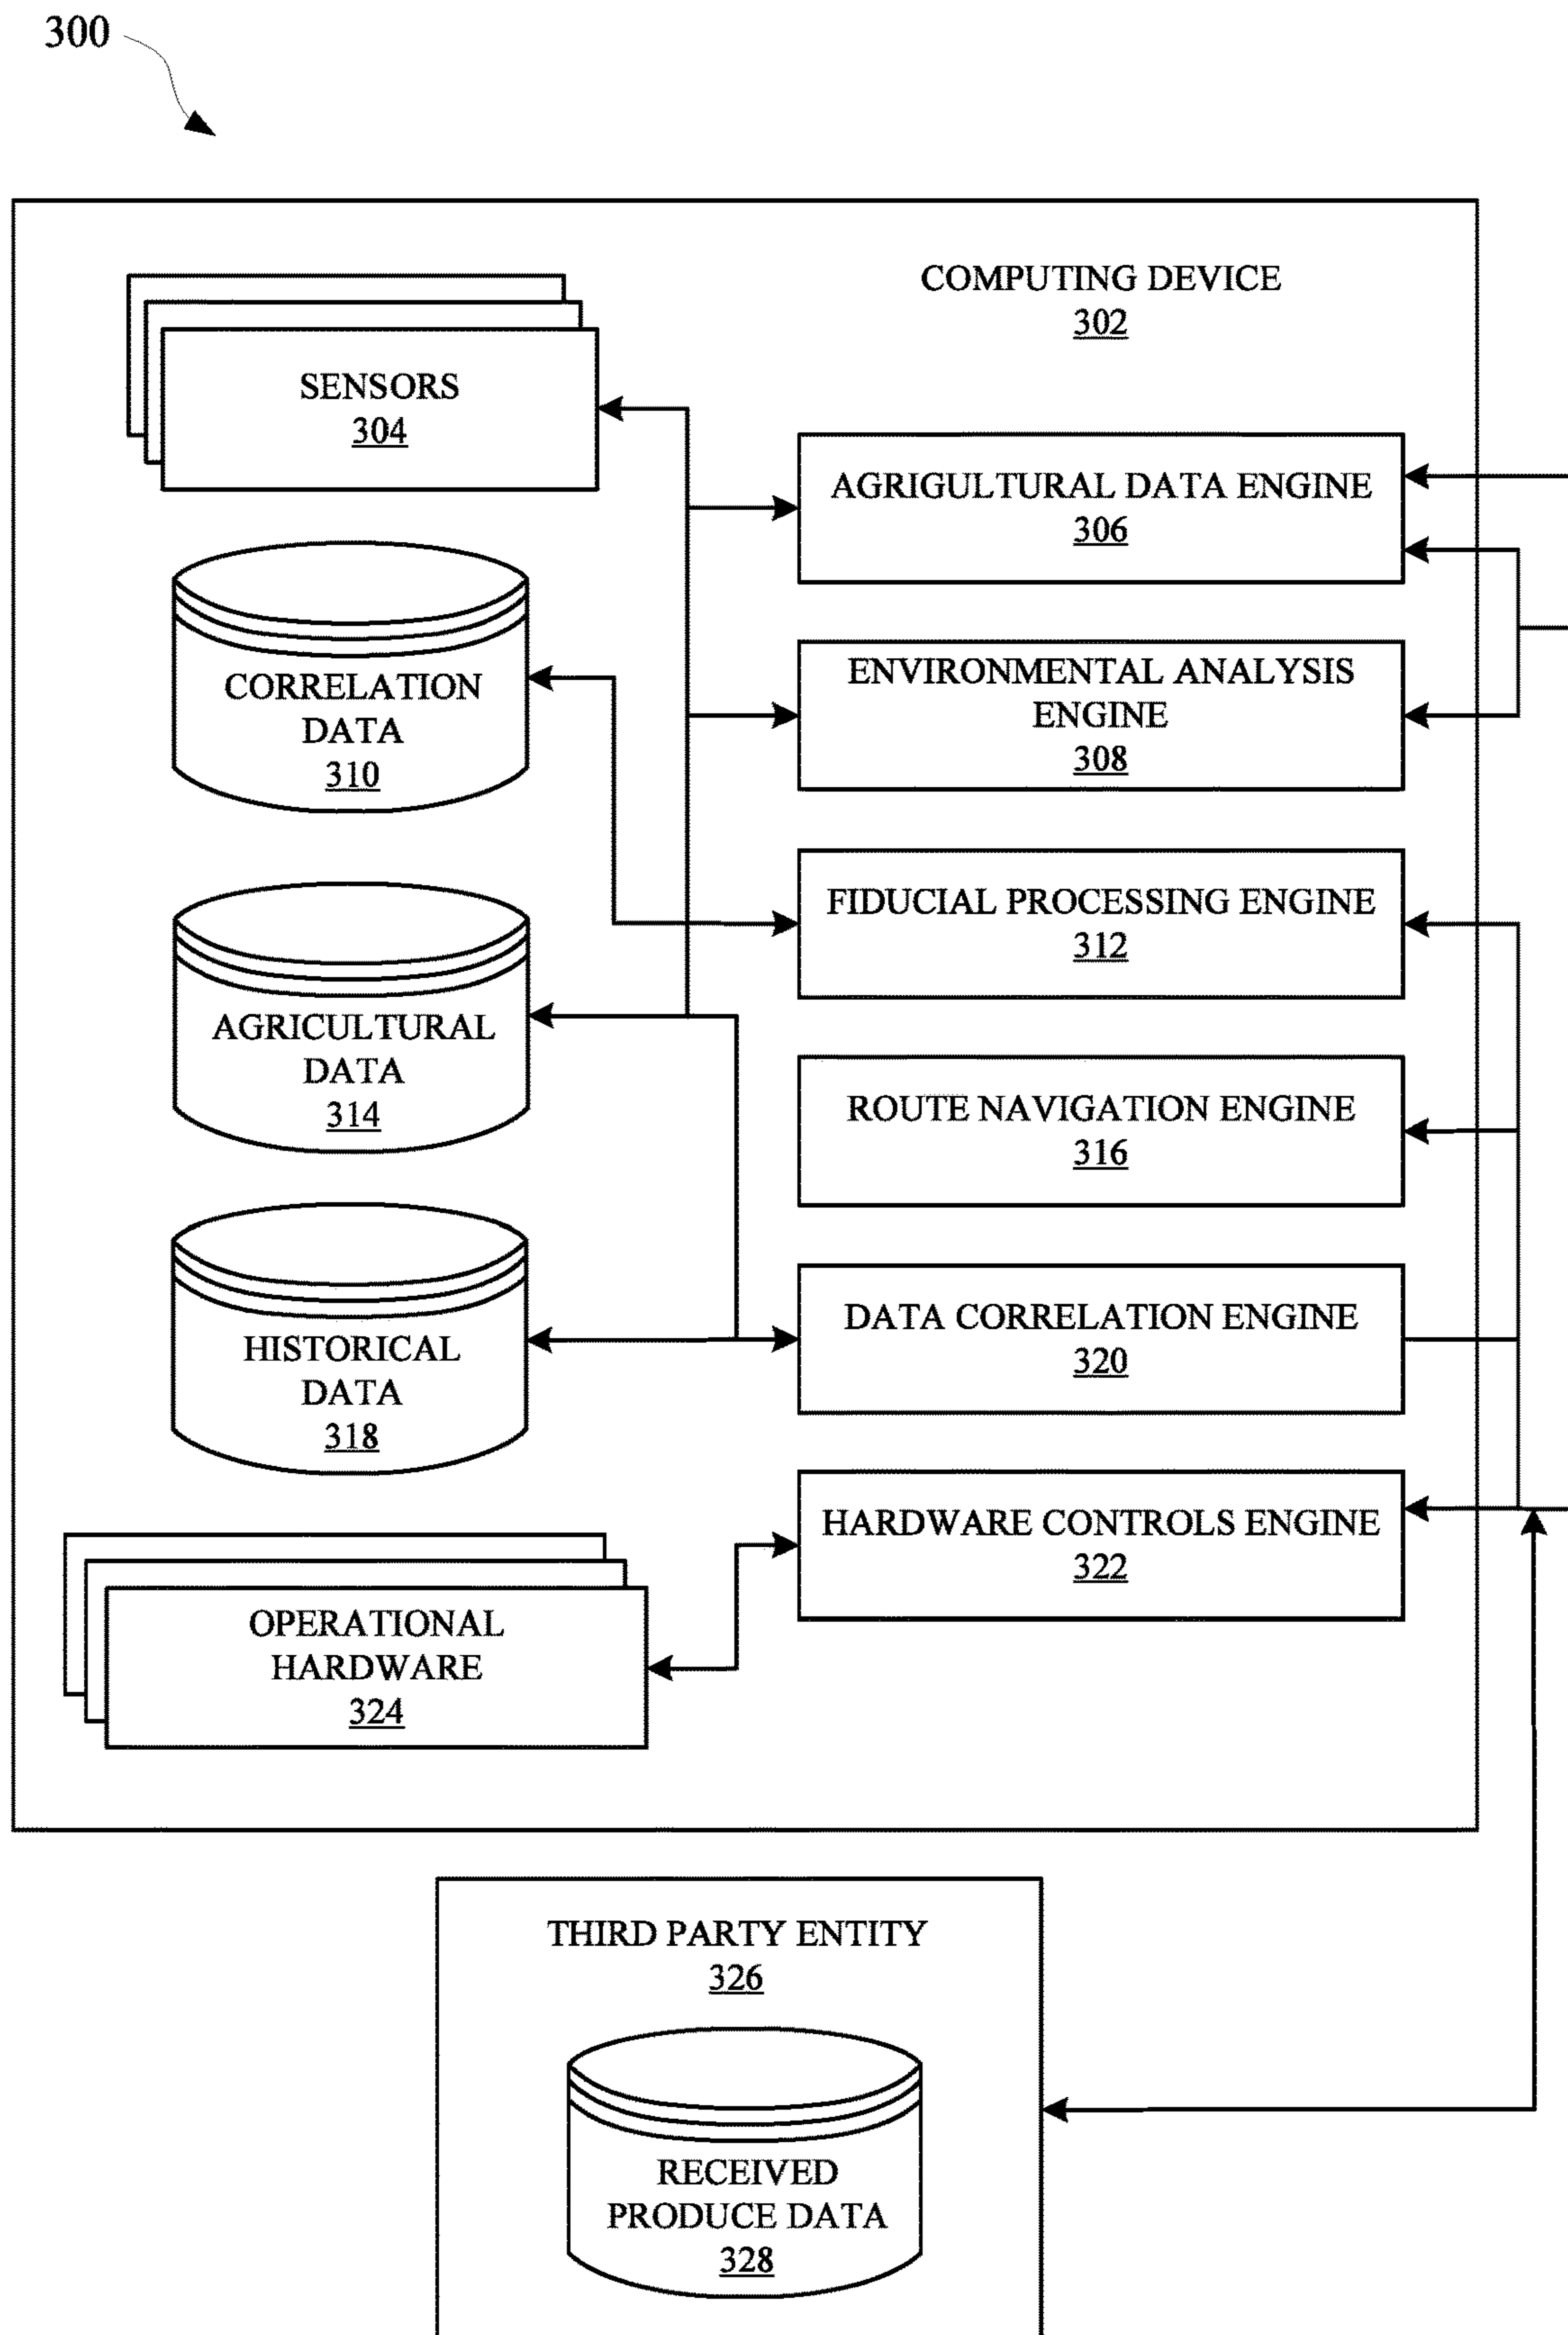 300
COMPUTING DEVICE
302
SENSORS
304
AGRIGULTURAL DATA ENGINE
306
CORRELATION
DATA
310
ENVIRONMENTAL ANALYSIS
ENGINE
308
FIDUCIAL PROCESSING ENGINE
312
AGRICULTURAL
DATA
314
ROUTE NAVIGATION ENGINE
316
HISTORICAL
DATA
318
DATA CORRELATION ENGINE
320
HARDWARE CONTROLS ENGINE
322
OPERATIONAL
HARDWARE
324
THIRD PARTY ENTITY
326
RECEIVED
PRODUCE DATA
328